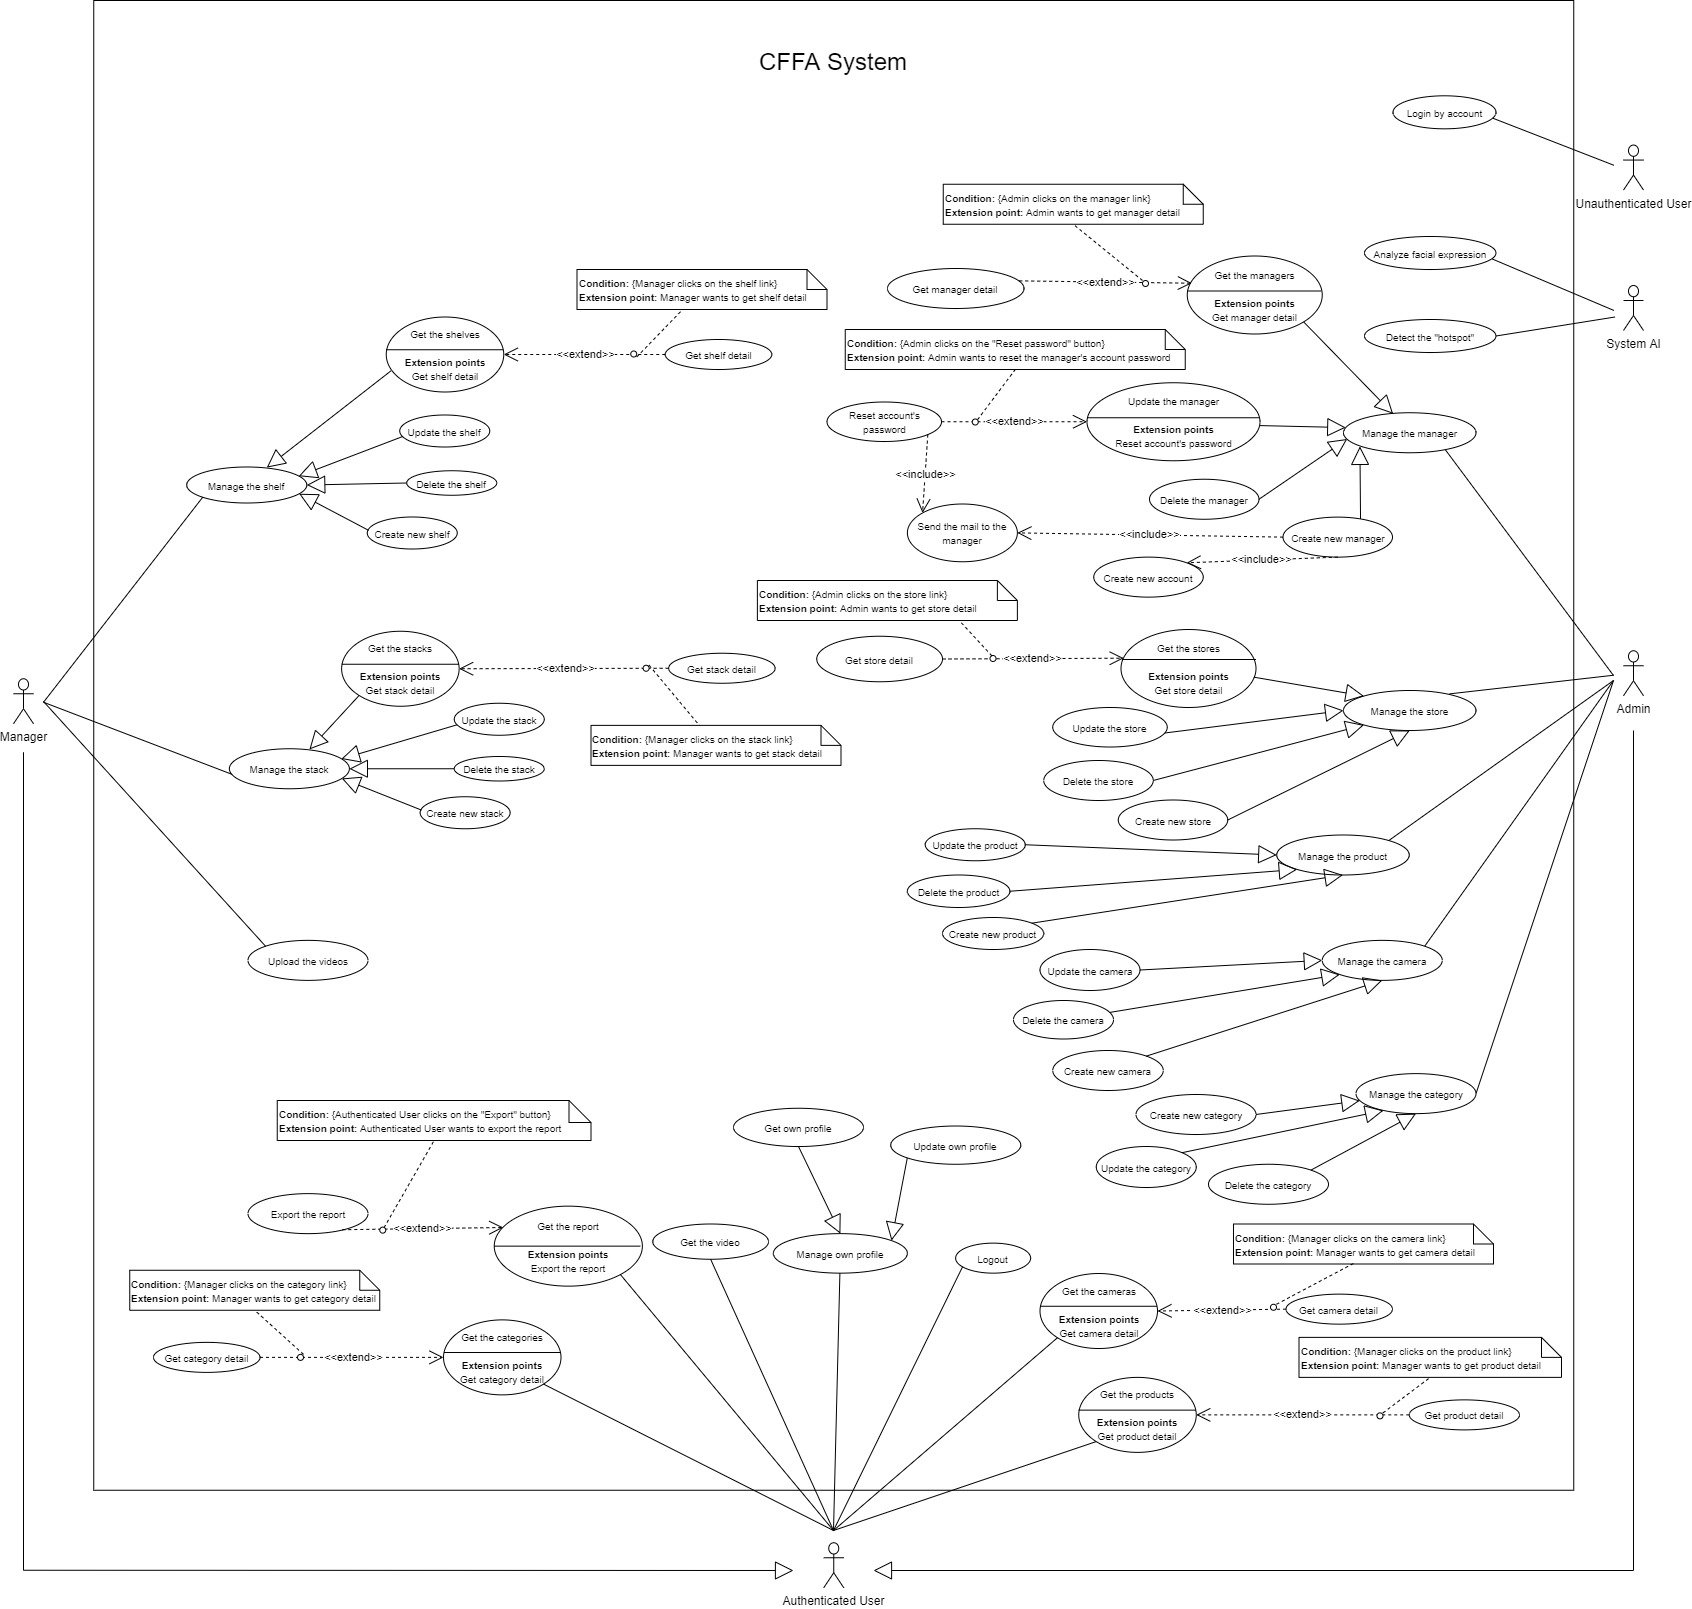 CFFA System
Login by account
Unauthenticated User
Condition: {Admin clicks on the manager link}
Extension point: Admin wants to get manager detail
Analyze facial expression
Get manager detail
<<extend>>
Get the managers
Extension points
Get manager detail
Detect the "hotspot"
System AI
Condition: {Manager clicks on the shelf link}
Extension point: Manager wants to get shelf detail
Get the shelves
Extension points
Get shelf detail
<<extend>>
Get shelf detail
Condition: {Admin clicks on the "Reset password" button}
Extension point: Admin wants to reset the manager's account password
Reset account's
password
<<extend>>
Update the manager
Extension points
Reset account's password
Manage the manager
Update the shelf
Manage the shelf
Delete the shelf
Create new shelf
<<include>>
Delete the manager
Send the mail to the
manager
<<include>>
Create new manager
<<include>>
Create new account
Condition: {Admin clicks on the store link}
Extension point: Admin wants to get store detail
Get store detail
<<extend>>
Get the stores
Extension points
Get store detail
Get the stacks
Extension points
Get stack detail
<<extend>>
Get stack detail
Manager
Admin
Manage the store
Update the store
Delete the store
Create new store
Update the stack
Condition: {Manager clicks on the stack link}
Extension point: Manager wants to get stack detail
Manage the stack
Delete the stack
Create new stack
Update the product
Manage the product
Delete the product
Create new product
Upload the videos
Update the camera
Manage the camera
Delete the camera
Create new camera
Manage the category
Create new category
Update the category
Delete the category
Condition: {Authenticated User clicks on the "Export" button}
Extension point: Authenticated User wants to export the report
Get own profile
Update own profile
Export the report
<<extend>>
Get the report
Extension points
Export the report
Get the video
Manage own profile
Logout
Condition: {Manager clicks on the camera link}
Extension point: Manager wants to get camera detail
Get the cameras
Extension points
Get camera detail
<<extend>>
Get camera detail
Condition: {Manager clicks on the category link}
Extension point: Manager wants to get category detail
Get category detail
<<extend>>
Get the categories
Extension points
Get category detail
Condition: {Manager clicks on the product link}
Extension point: Manager wants to get product detail
Get the products
Extension points
Get product detail
<<extend>>
Get product detail
Authenticated User